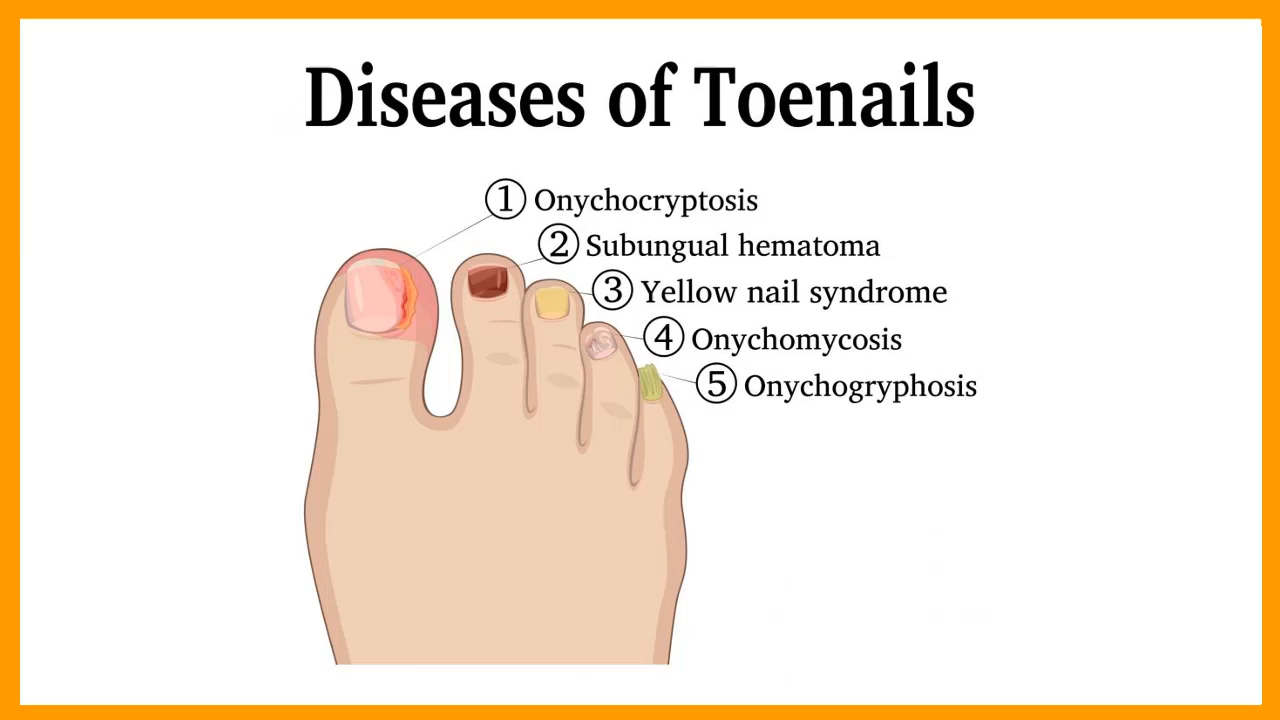 Diseases of Toenails
① Onychocryptosis
② Subungual hematoma
③ Yellow nail syndrome
④ Onychomycosis
⑤ Onychogryphosis